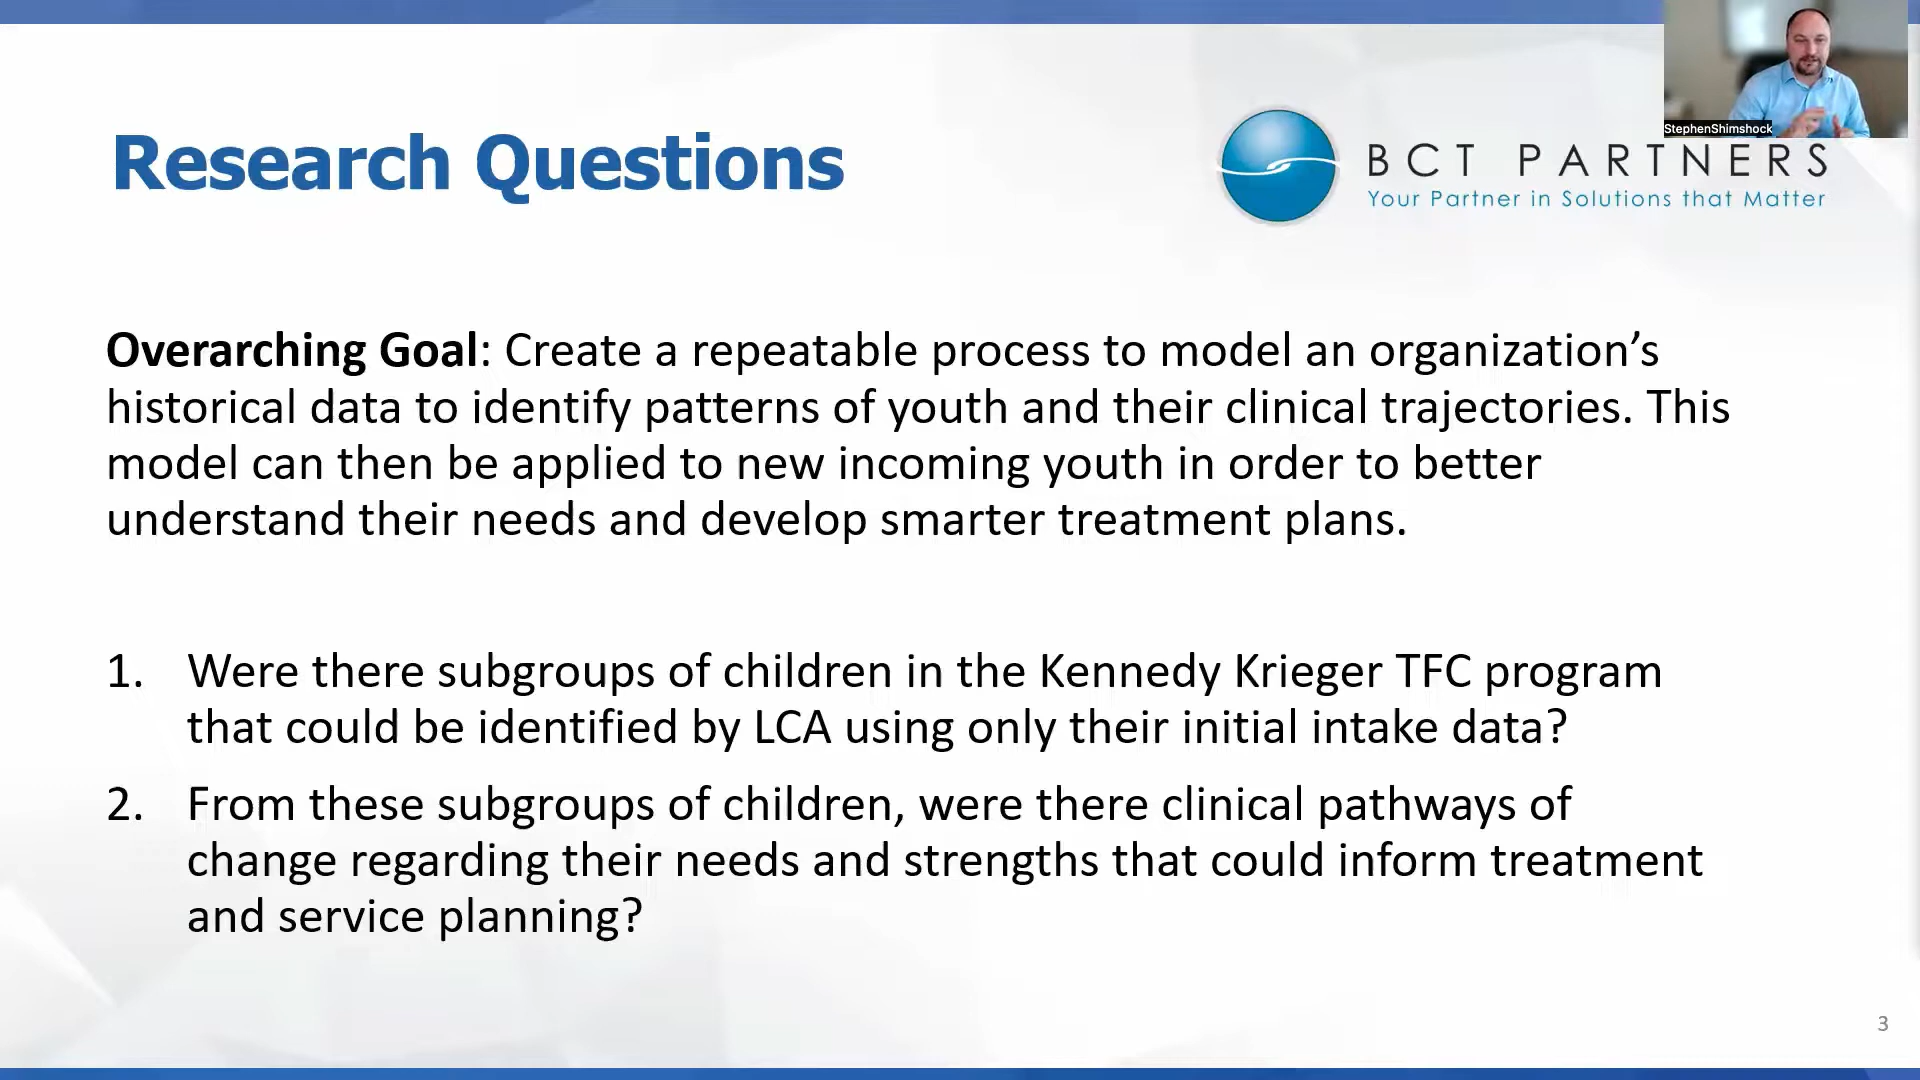 StephenShimshock
Research Questions
BCT PARTNERS
Your Partner in Solutions that Matter
Overarching Goal: Create a repeatable process to model an organization’s
historical data to identify patterns of youth and their clinical trajectories. This
model can then be applied to new incoming youth in order to better
understand their needs and develop smarter treatment plans.
1. Were there subgroups of children in the Kennedy Krieger TFC program
that could be identified by LCA using only their initial intake data?
2. From these subgroups of children, were there clinical pathways of
change regarding their needs and strengths that could inform treatment
and service planning?
3